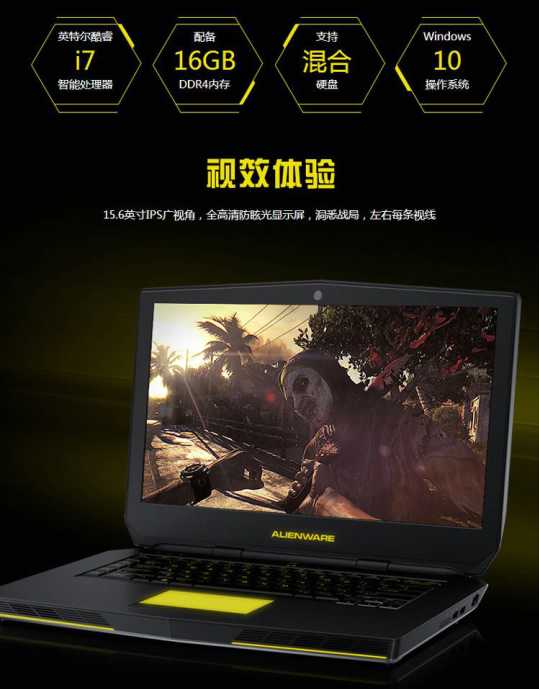 英特尔酷睿
i7
智能处理器
配备
16GB
DDR4内存
支持
混合
硬盘
Windows
10
操作系统
视效体验
15.6英寸IPS广视角，全高清防眩光显示屏，洞悉战局，左右每条视线
ALIENWARE